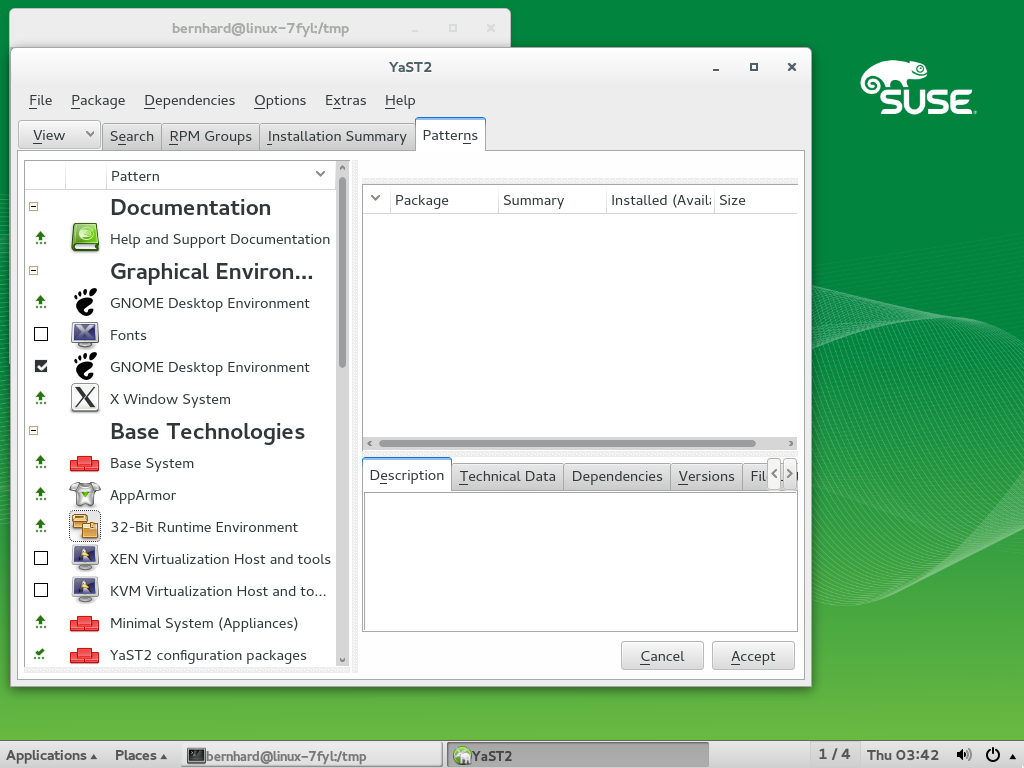 bernhard@linux-7fyl:/tmp
YaST2
SUSE
File Package Dependencies Options Extras Help
View Search RPM Groups Installation Summary Patterns
Pattern
Documentation
Help and Support Documentation
Graphical Environ...
GNOME Desktop Environment
Fonts
GNOME Desktop Environment
X Window System
Base Technologies
Base System
AppArmor
32-Bit Runtime Environment
XEN Virtualization Host and tools
KVM Virtualization Host and to...
Minimal System (Appliances)
YaST2 configuration packages
Package Summary Installed (Avail Size
Description Technical Data Dependencies Versions Fil
Cancel Accept
Applications Places bernhard@linux-7fyl:/tmp YaST2 1 / 4 Thu 03:42